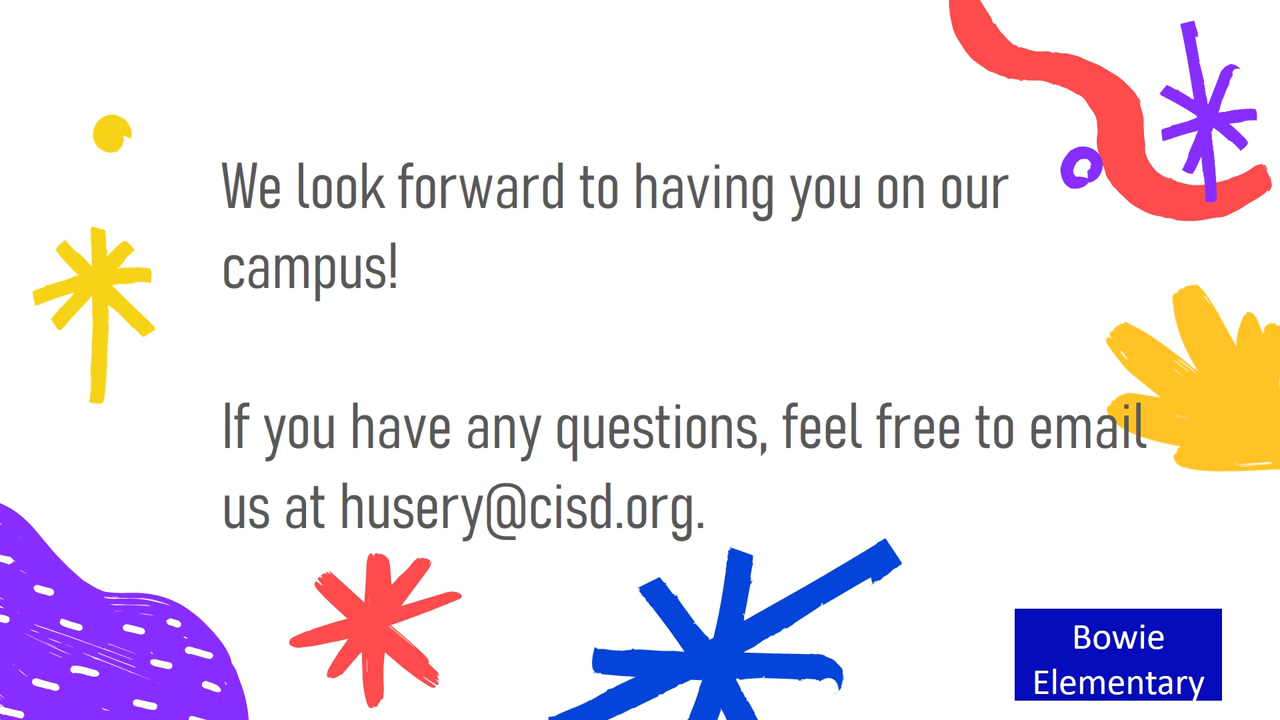 We look forward to having you on our
campus!
If you have any questions, feel free to email
us at husery@cisd.org.
Bowie
Elementary